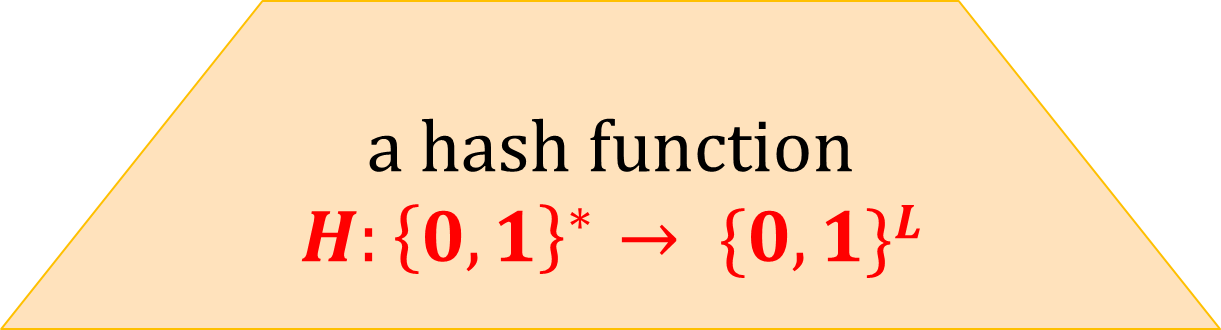 a hash function
H: {0, 1}* → {0, 1}^L